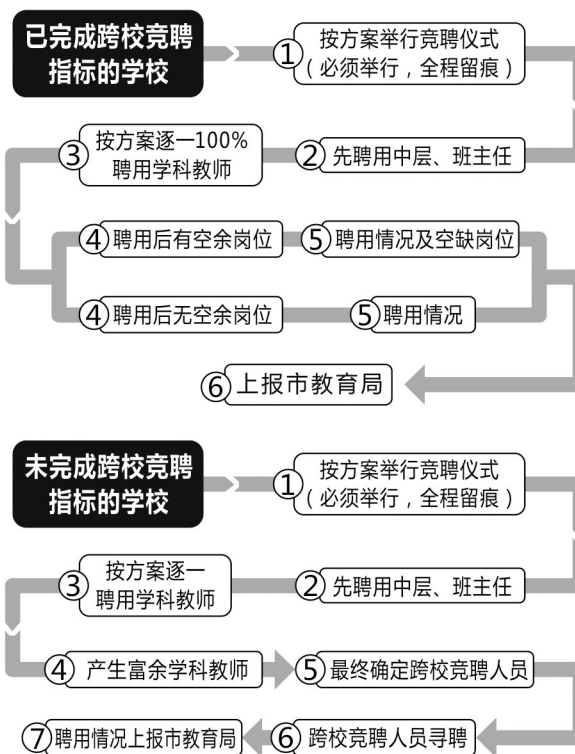 已完成跨校竞聘
指标的学校
①
按方案举行竞聘仪式
（必须举行，全程留痕）
②
先聘用中层、班主任
③
按方案逐一100%
聘用学科教师
④
聘用后有空余岗位
⑤
聘用情况及空缺岗位
④
聘用后无空余岗位
⑤
聘用情况
⑥
上报市教育局
未完成跨校竞聘
指标的学校
①
按方案举行竞聘仪式
（必须举行，全程留痕）
②
先聘用中层、班主任
③
按方案逐一
聘用学科教师
④
产生富余学科教师
⑤
最终确定跨校竞聘人员
⑥
跨校竞聘人员寻聘
⑦
聘用情况上报市教育局